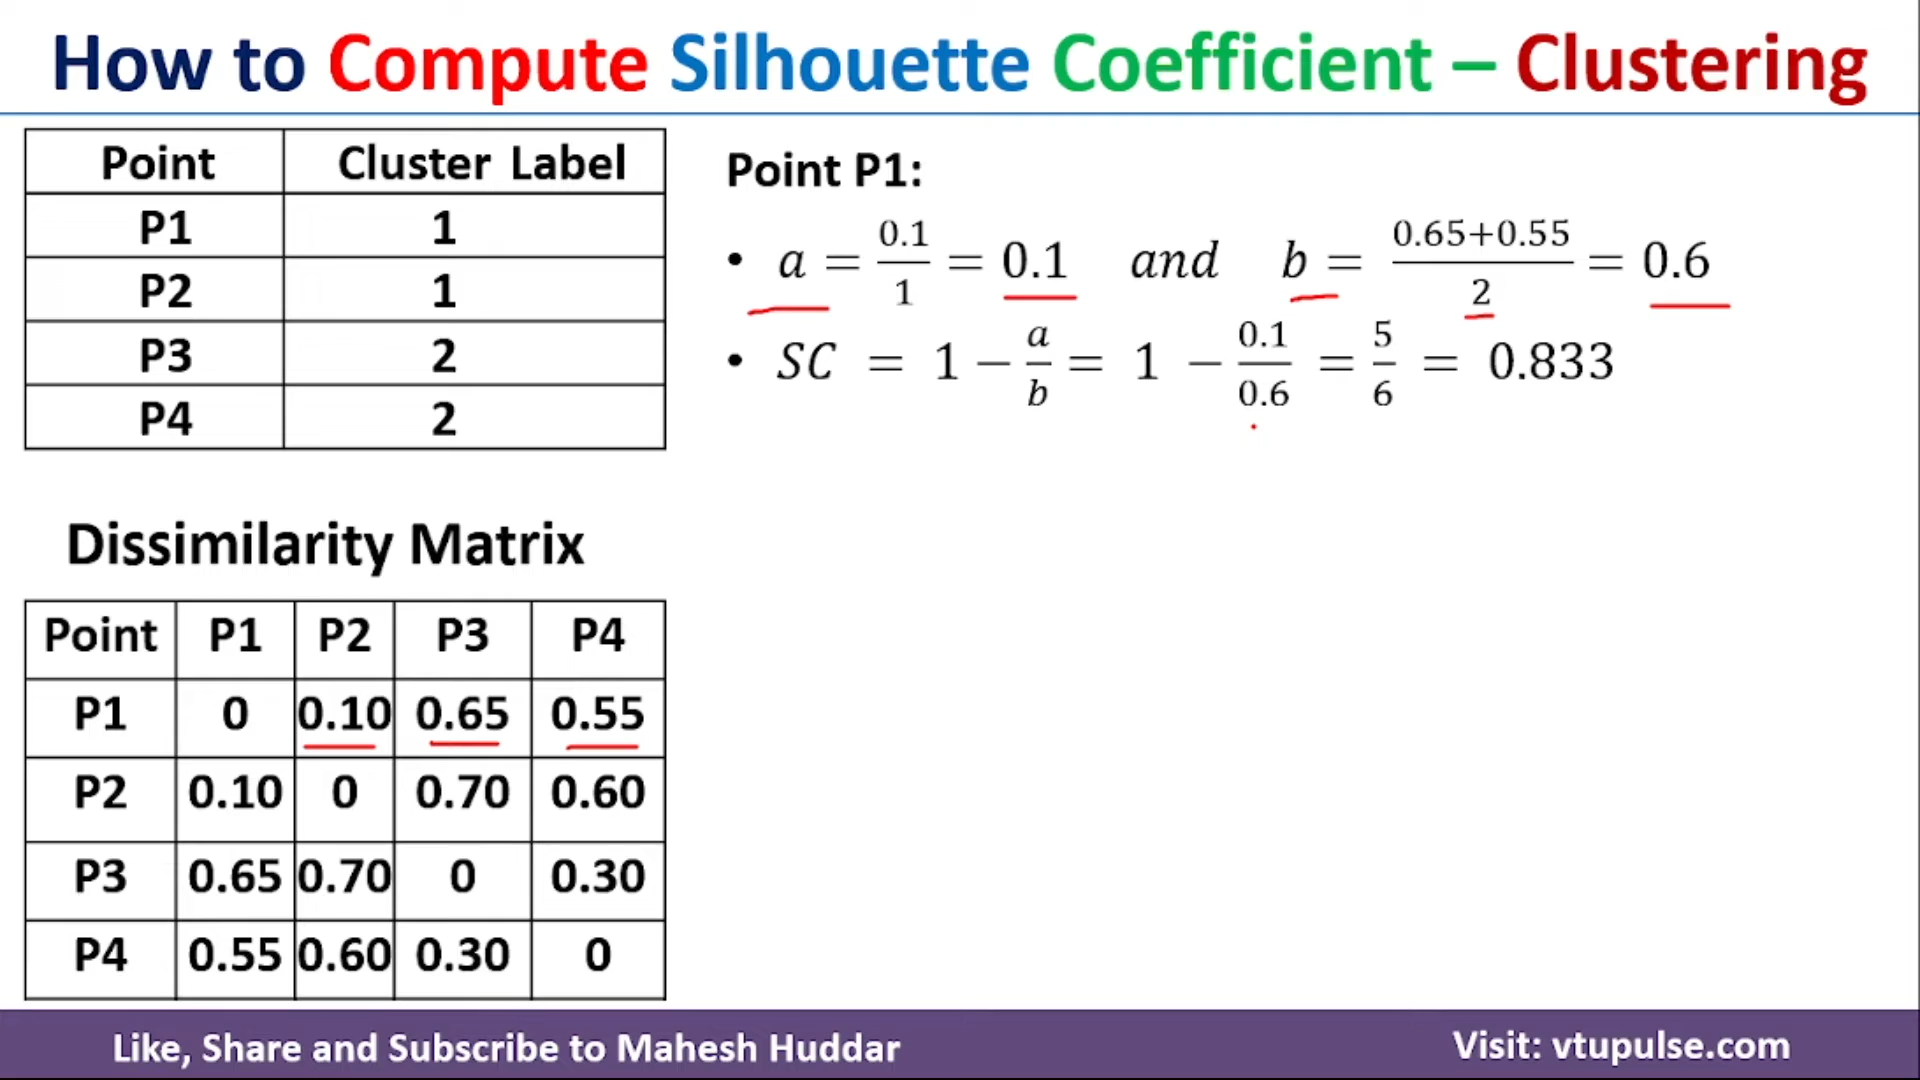 How to Compute Silhouette Coefficient – Clustering
Point Cluster Label
P1 1
P2 1
P3 2
P4 2
Dissimilarity Matrix
Point P1 P2 P3 P4
P1 0 0.10 0.65 0.55
P2 0.10 0 0.70 0.60
P3 0.65 0.70 0 0.30
P4 0.55 0.60 0.30 0
Point P1:
• a = 0.1/1 = 0.1 and b = 0.65+0.55/2 = 0.6
• SC = 1 − a/b = 1 − 0.1/0.6 = 5/6 = 0.833
Like, Share and Subscribe to Mahesh Huddar
Visit: vtupulse.com